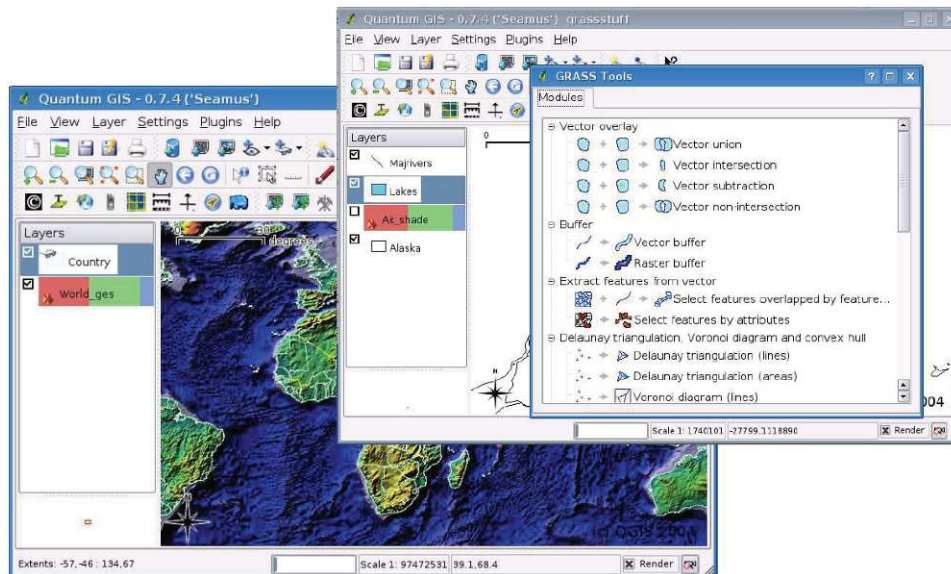 Quantum GIS - 0.7.4 ('Seamus') grassstuff
File View Layer Settings Plugins Help
Layers
Majrivers
Lakes
Ak_shade
Alaska
0
N
004
Scale 1: 1740101
-27799.1118890
Render
GRASS Tools
Modules
Vector overlay
Vector union
Vector intersection
Vector subtraction
Vector non-intersection
Buffer
Vector buffer
Raster buffer
Extract features from vector
Select features overlapped by feature...
Select features by attributes
Delaunay triangulation, Voronoi diagram and convex hull
Delaunay triangulation (lines)
Delaunay triangulation (areas)
Voronoi diagram (lines)
Quantum GIS - 0.7.4 ('Seamus')
File View Layer Settings Plugins Help
Layers
Country
World_ges
0
degrees
(c) QGIS
Extents: -57,-46 : 134,67
Scale 1: 97472531
39.1,68.4
Render